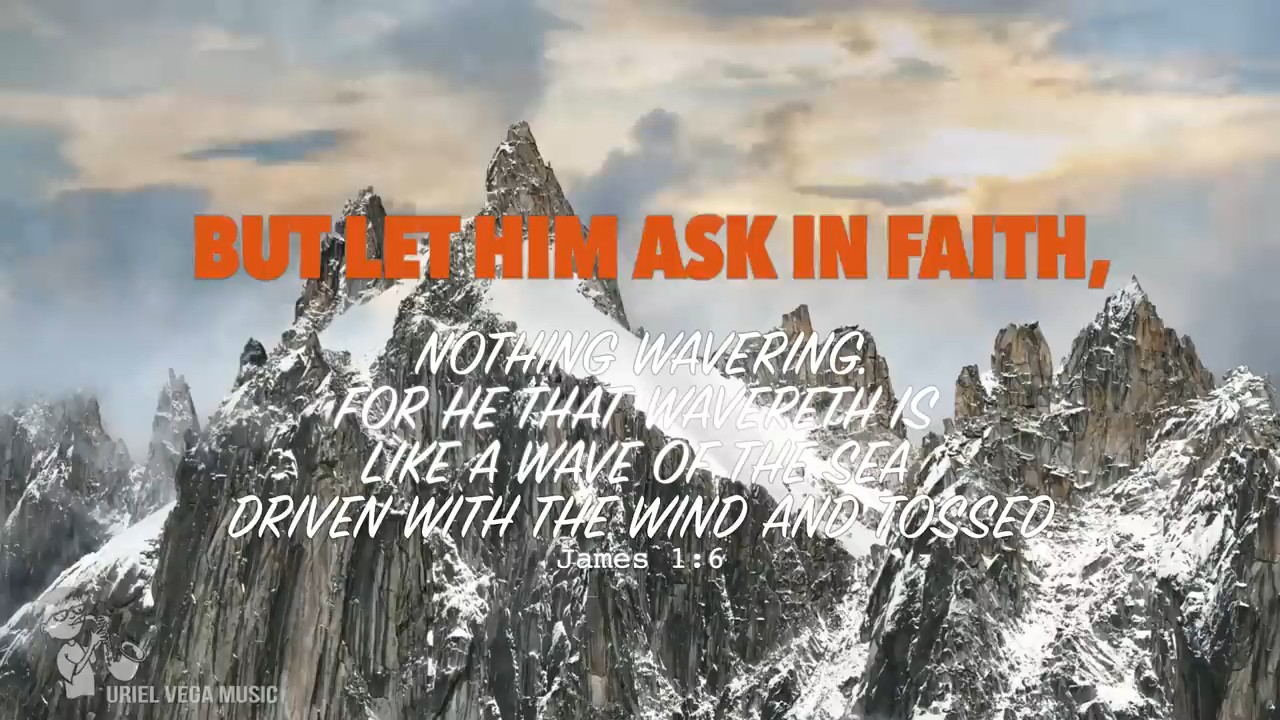 BUT LET HIM ASK IN FAITH,
NOTHING WAVERING.
FOR HE THAT WAVERETH IS
LIKE A WAVE OF THE SEA
DRIVEN WITH THE WIND AND TOSSED.
James 1:6
URIEL VEGA MUSIC